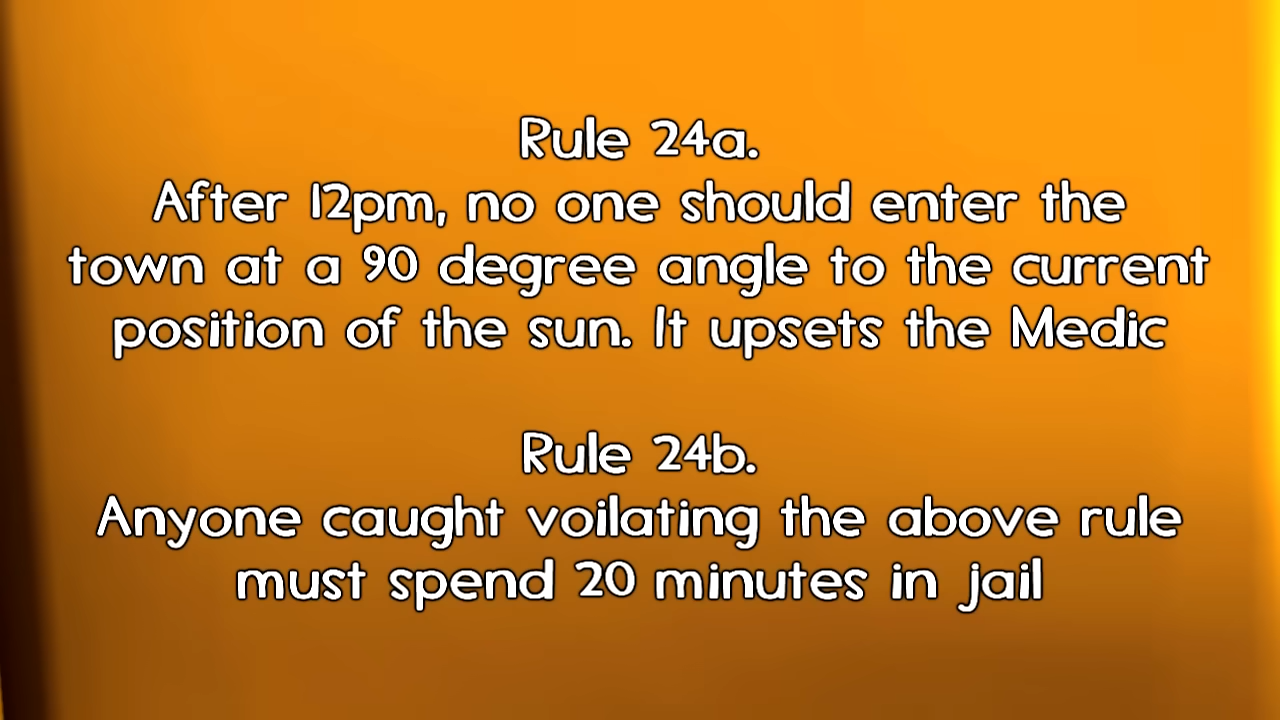 Rule 24a.
After 12pm, no one should enter the
town at a 90 degree angle to the current
position of the sun. It upsets the Medic
Rule 24b.
Anyone caught voilating the above rule
must spend 20 minutes in jail